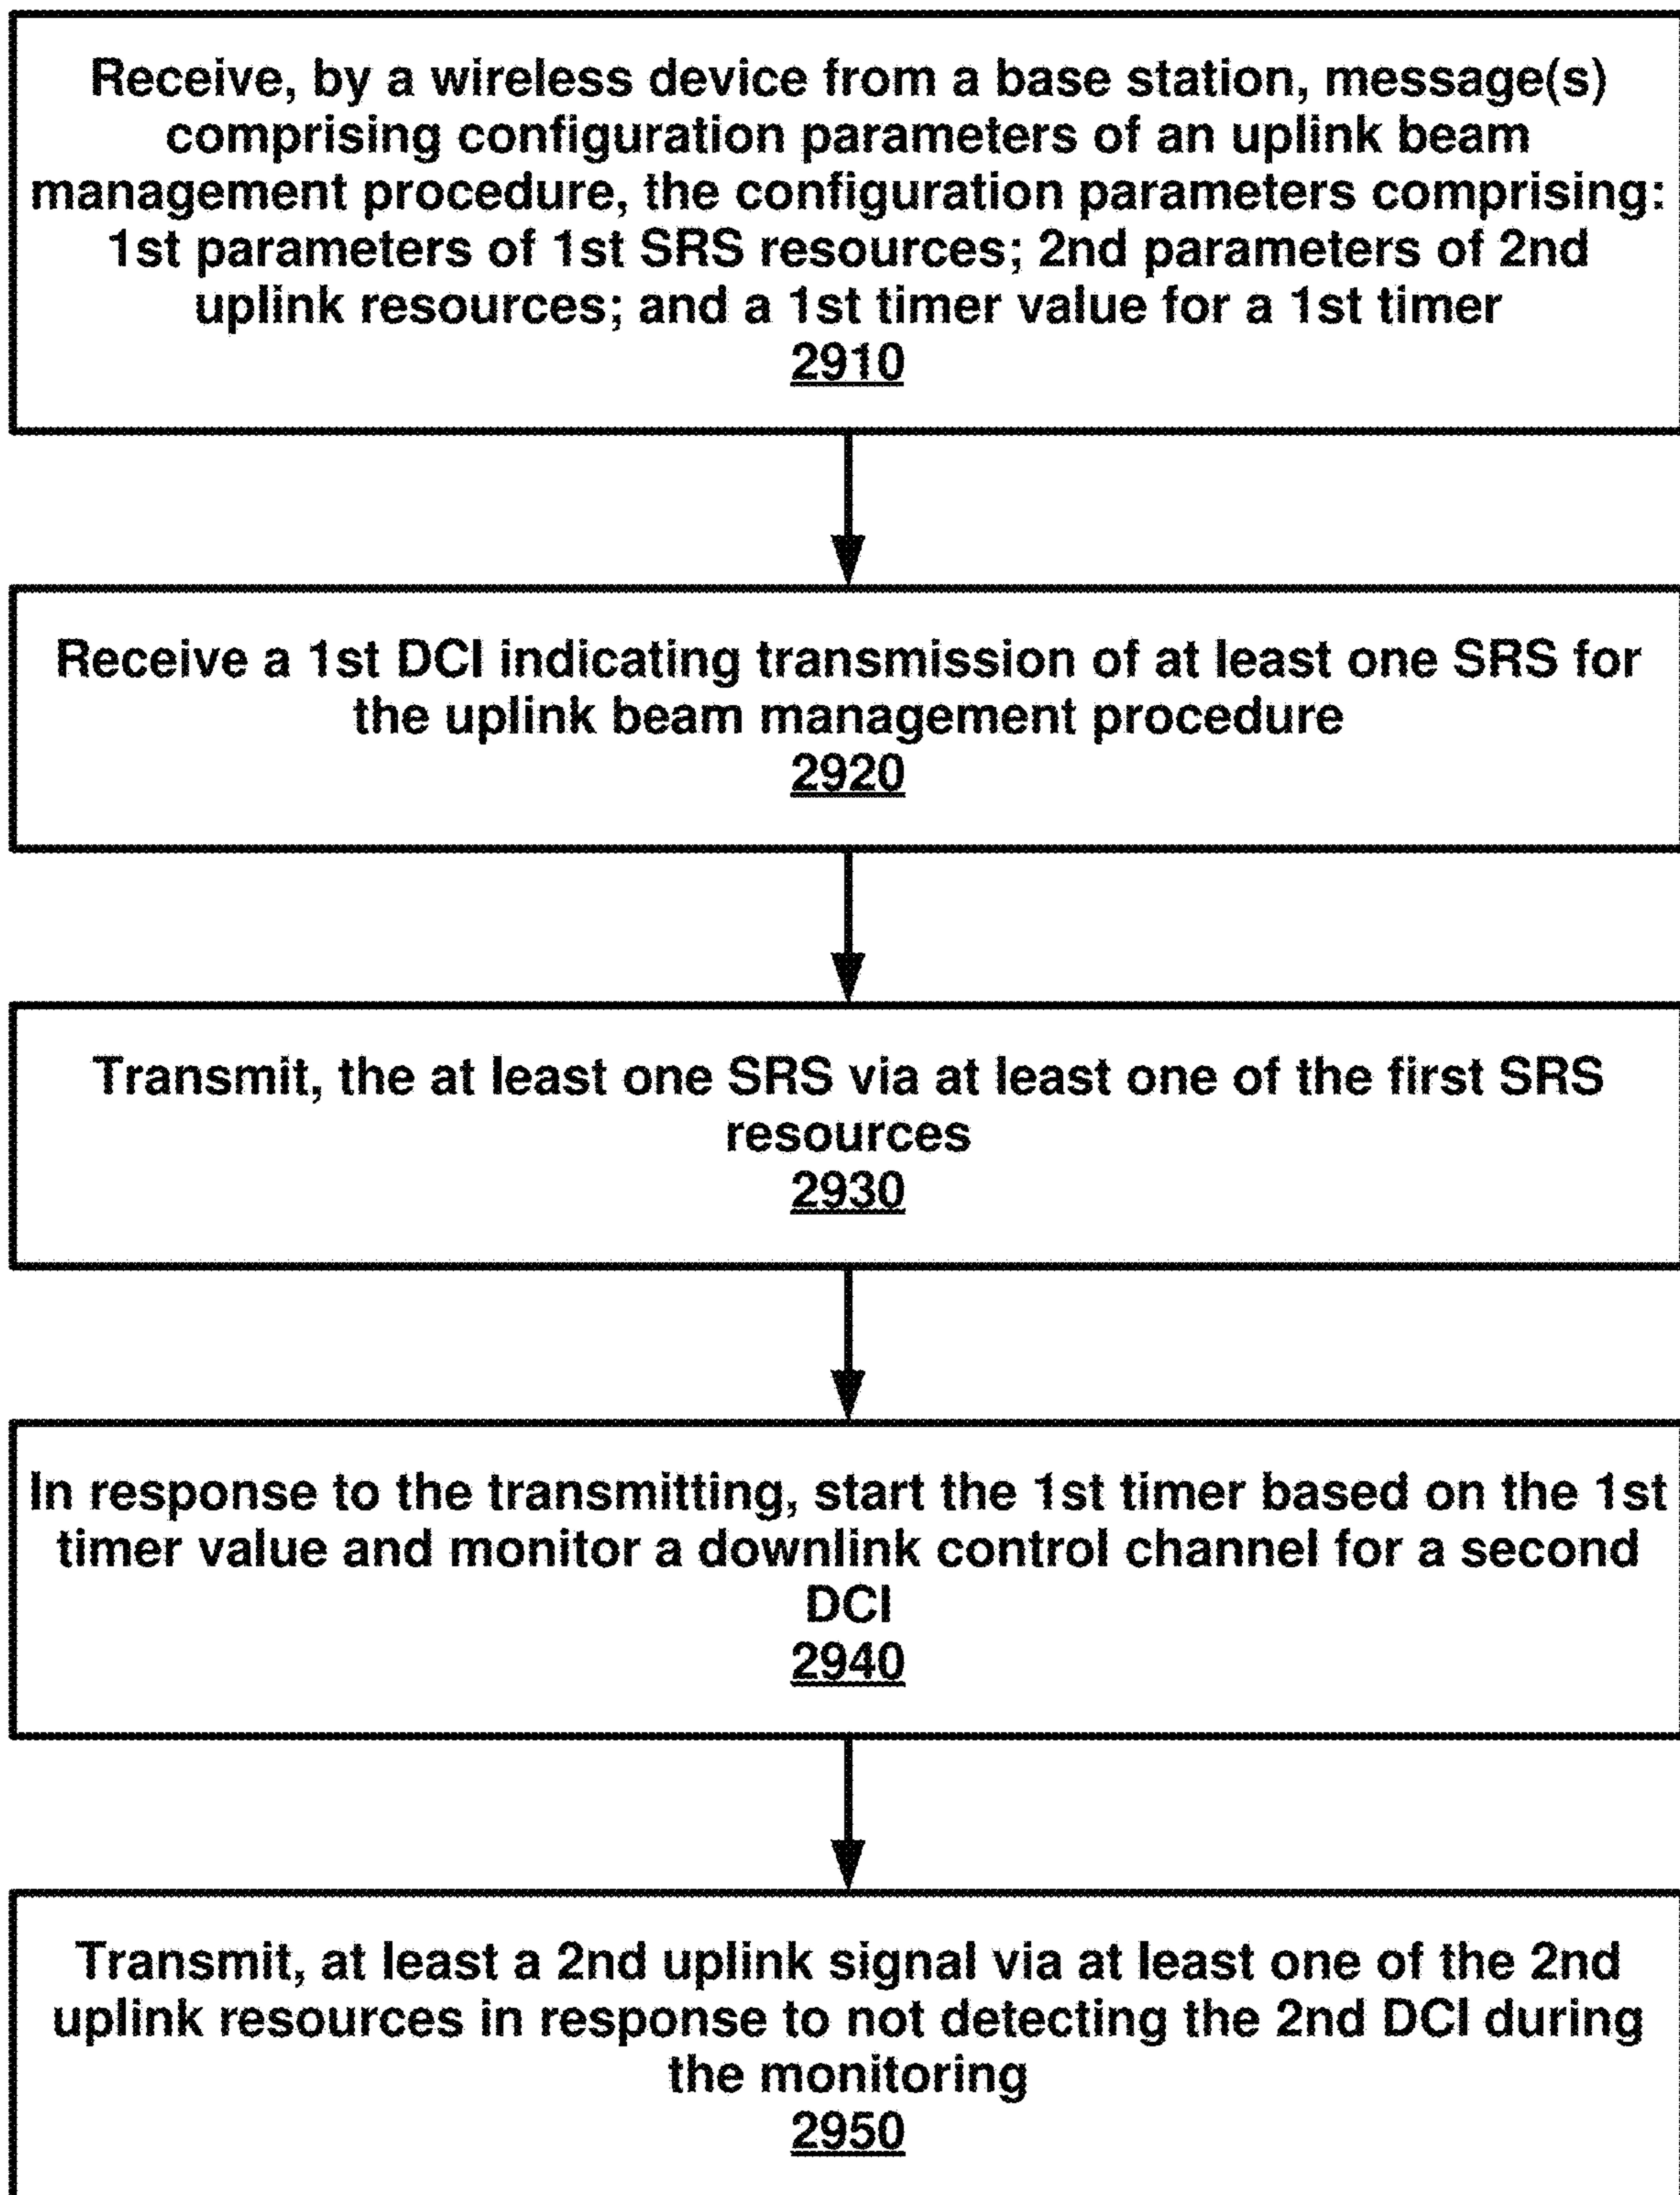 Receive, by a wireless device from a base station, message(s)
comprising configuration parameters of an uplink beam
management procedure, the configuration parameters comprising:
1st parameters of 1st SRS resources; 2nd parameters of 2nd
uplink resources; and a 1st timer value for a 1st timer
2910
Receive a 1st DCI indicating transmission of at least one SRS for
the uplink beam management procedure
2920
Transmit, the at least one SRS via at least one of the first SRS
resources
2930
In response to the transmitting, start the 1st timer based on the 1st
timer value and monitor a downlink control channel for a second
DCI
2940
Transmit, at least a 2nd uplink signal via at least one of the 2nd
uplink resources in response to not detecting the 2nd DCI during
the monitoring
2950